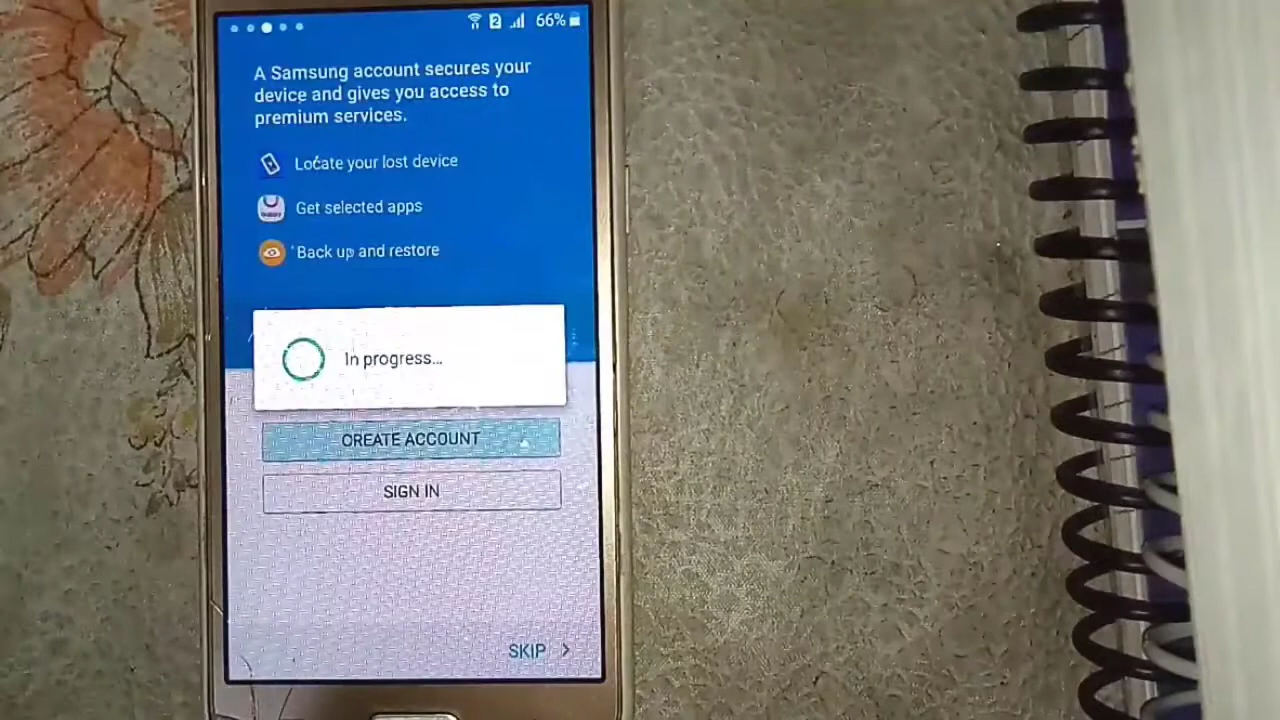 2 66%
A Samsung account secures your
device and gives you access to
premium services.
Locate your lost device
Get selected apps
Back up and restore
In progress...
CREATE ACCOUNT
SIGN IN
SKIP